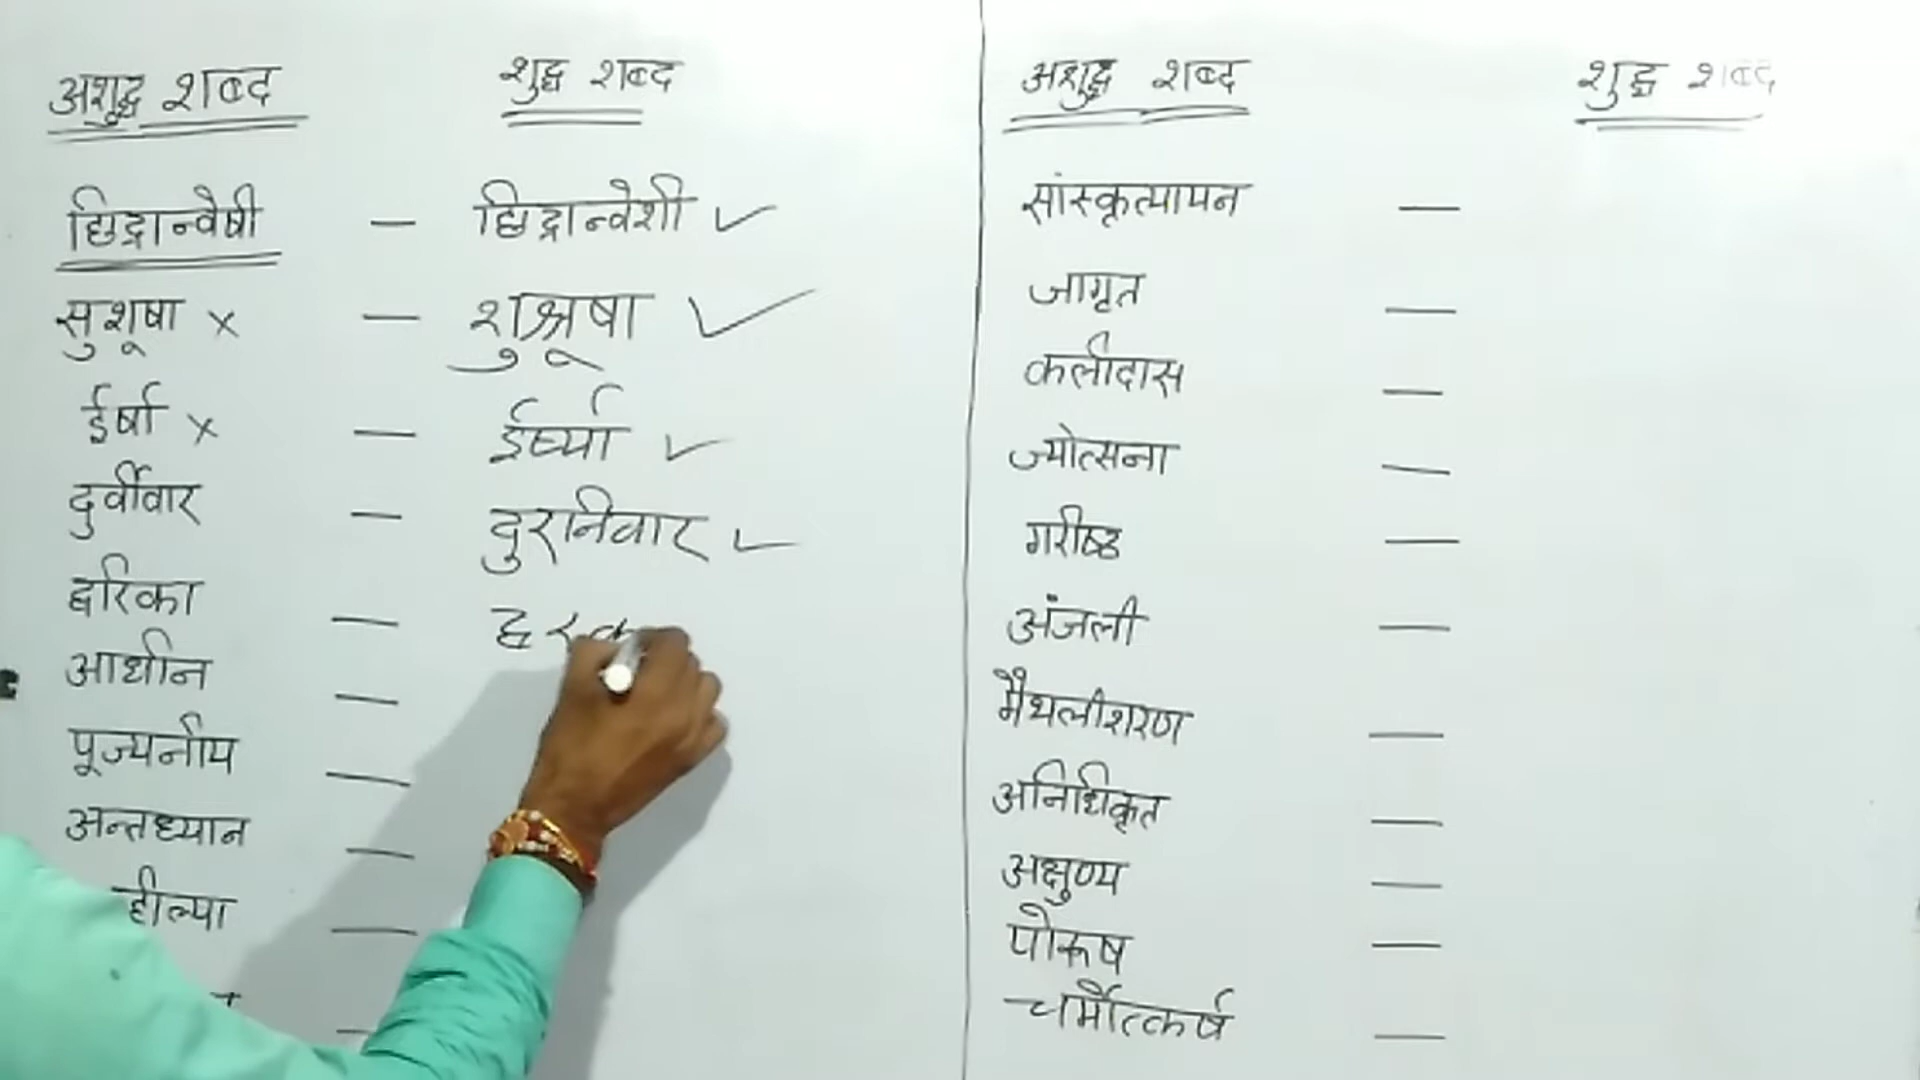 अशुद्ध शब्द शुद्ध शब्द
छिद्रान्वेषी – छिद्रान्वेशी ✓
सुशूषा × – शुश्रूषा ✓
ईर्षा × – ईर्ष्या ✓
दुर्वीवार – दुरनिवार ✓
द्वरिका –
आधीन –
पूज्यनीय –
अन्तध्यान –
अशुद्ध शब्द शुद्ध शब्द
सांस्कृत्यायन –
जागृत –
कलीदास –
ज्योत्सना –
गरीष्ठ –
अंजली –
मैथलीशरण –
अनिधिकृत –
अक्षुण्य –
पौरूष –
चर्मोत्कर्ष –